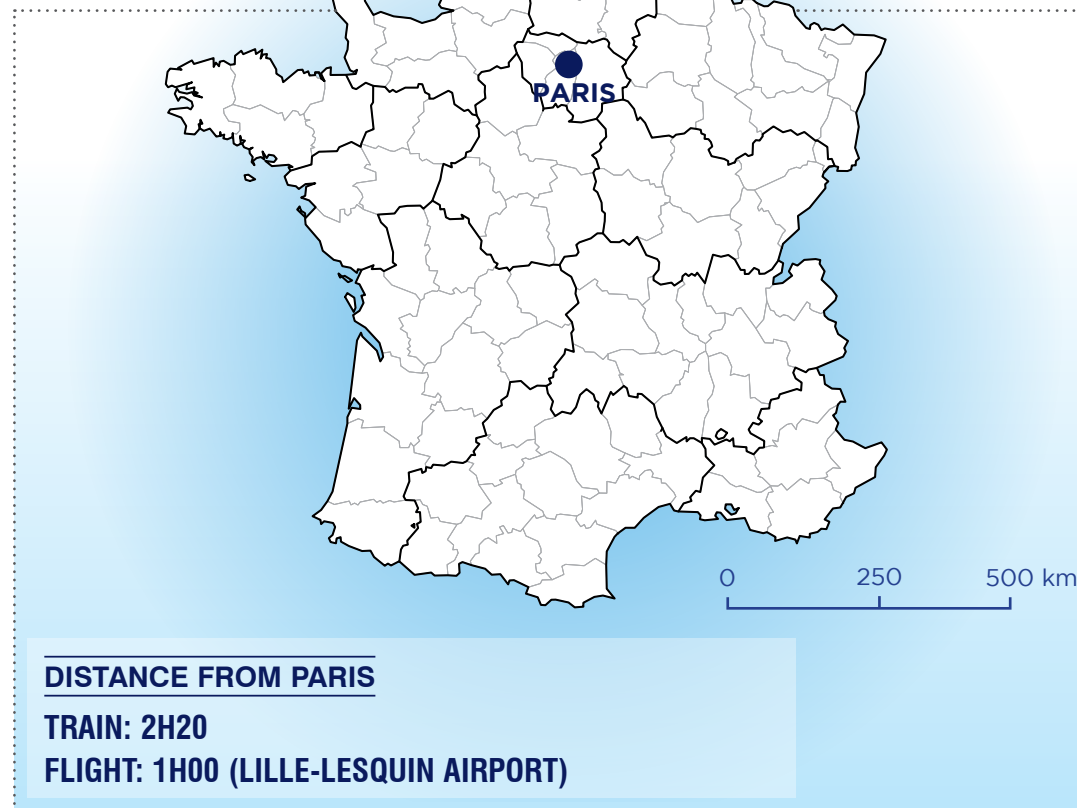 PARIS
0 250 500 km
DISTANCE FROM PARIS
TRAIN: 2H20
FLIGHT: 1H00 (LILLE-LESQUIN AIRPORT)